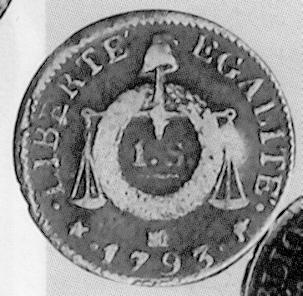 LIBERTÉ ÉGALITÉ.
1. S.
★ . 1793.